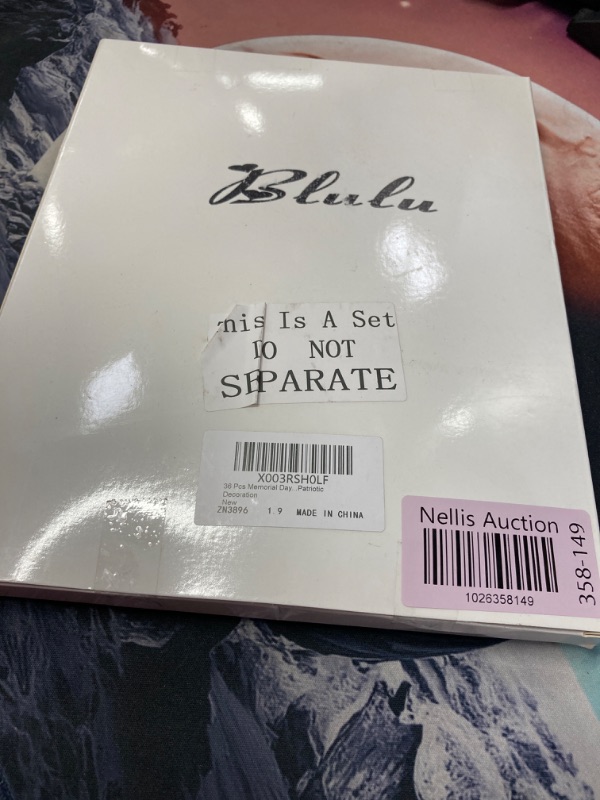 Blulu
his Is A Set
DO NOT
SEPARATE
X003RSH0LF
36 Pcs Memorial Day...Patriotic
Decoration
New
ZN3896 1.9 MADE IN CHINA
Nellis Auction
1026358149
358-149